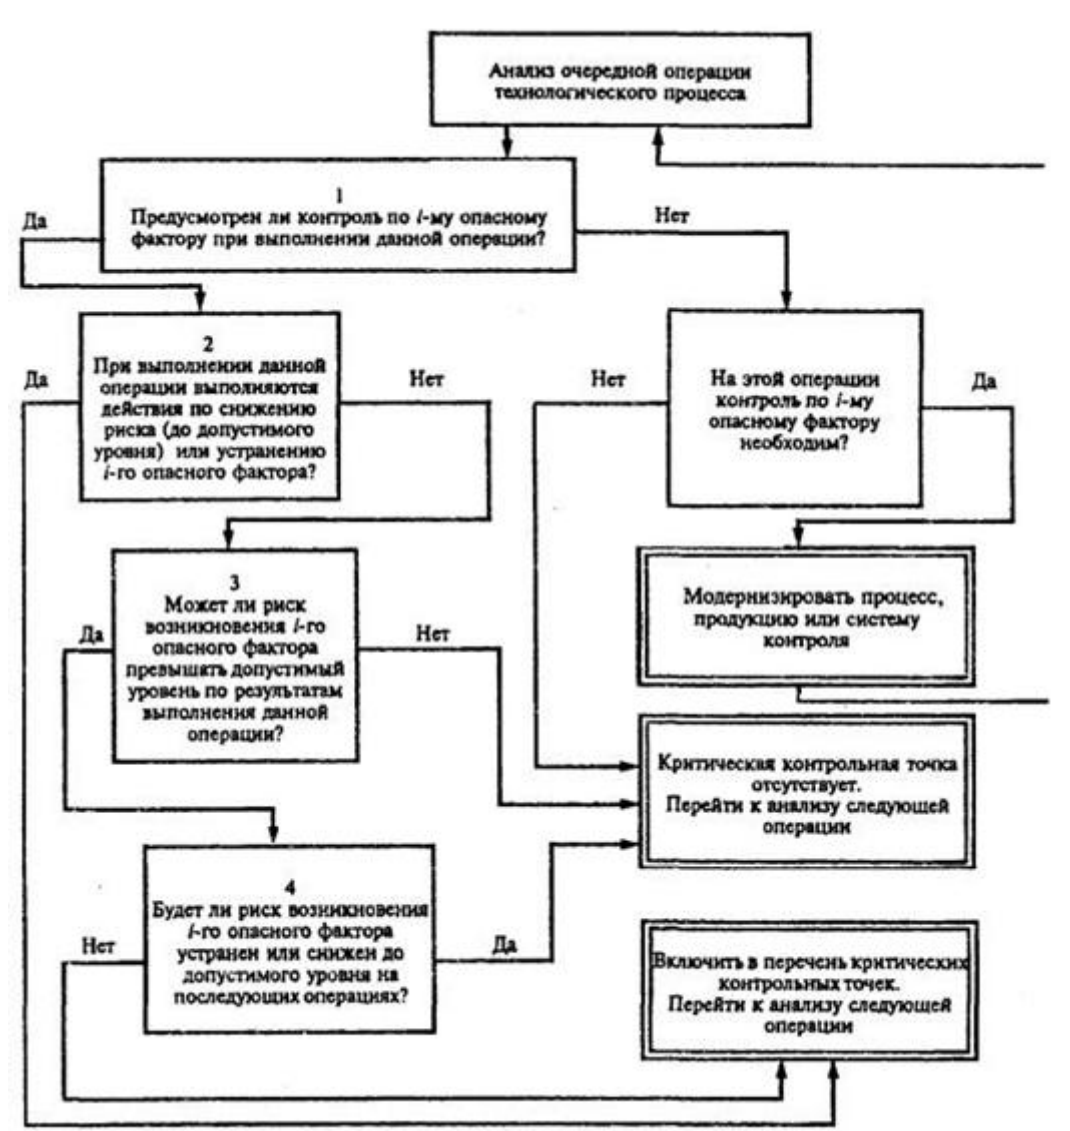 Анализ очередной операции
технологического процесса
1
Предусмотрен ли контроль по i-му опасному
фактору при выполнении данной операции?
Да
Нет
2
При выполнении данной
операции выполняются
действия по снижению
риска (до допустимого
уровня) или устранению
i-го опасного фактора?
Да
Нет
Нет
На этой операции
контроль по i-му
опасному фактору
необходим?
Да
3
Может ли риск
возникновения i-го
опасного фактора
превышать допустимый
уровень по результатам
выполнения данной
операции?
Да
Нет
Модернизировать процесс,
продукцию или систему
контроля
Критическая контрольная точка
отсутствует.
Перейти к анализу следующей
операции
4
Будет ли риск возникновения
i-го опасного фактора
устранен или снижен до
допустимого уровня на
последующих операциях?
Нет
Да
Включить в перечень критических
контрольных точек.
Перейти к анализу следующей
операции